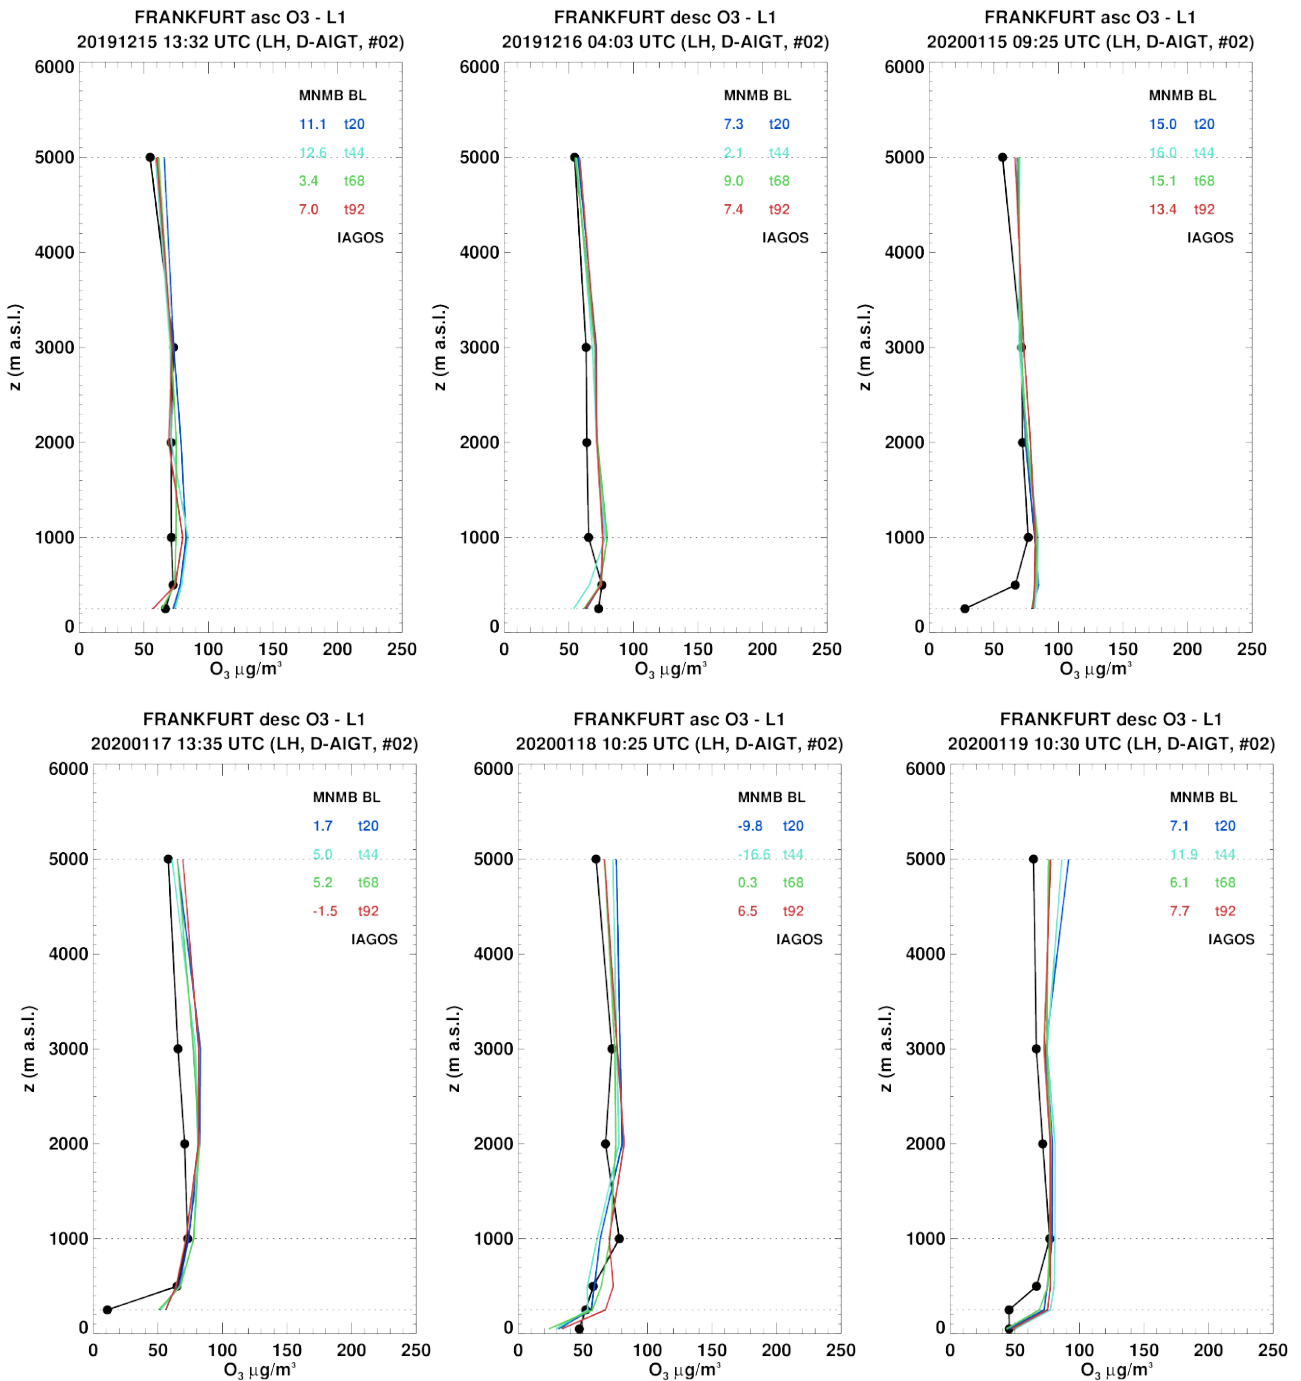 FRANKFURT asc O3 - L1
20191215 13:32 UTC (LH, D-AIGT, #02)
6000
5000
4000
3000
2000
1000
0
z (m a.s.l.)
MNMB BL
11.1 t20
12.6 t44
3.4 t68
7.0 t92
IAGOS
0 50 100 150 200 250
O3 µg/m³
FRANKFURT desc O3 - L1
20191216 04:03 UTC (LH, D-AIGT, #02)
6000
5000
4000
3000
2000
1000
0
z (m a.s.l.)
MNMB BL
7.3 t20
2.1 t44
9.0 t68
7.4 t92
IAGOS
0 50 100 150 200 250
O3 µg/m³
FRANKFURT asc O3 - L1
20200115 09:25 UTC (LH, D-AIGT, #02)
6000
5000
4000
3000
2000
1000
0
z (m a.s.l.)
MNMB BL
15.0 t20
16.0 t44
15.1 t68
13.4 t92
IAGOS
0 50 100 150 200 250
O3 µg/m³
FRANKFURT desc O3 - L1
20200117 13:35 UTC (LH, D-AIGT, #02)
6000
5000
4000
3000
2000
1000
0
z (m a.s.l.)
MNMB BL
1.7 t20
5.0 t44
5.2 t68
-1.5 t92
IAGOS
0 50 100 150 200 250
O3 µg/m³
FRANKFURT asc O3 - L1
20200118 10:25 UTC (LH, D-AIGT, #02)
6000
5000
4000
3000
2000
1000
0
z (m a.s.l.)
MNMB BL
-9.8 t20
-16.6 t44
0.3 t68
6.5 t92
IAGOS
0 50 100 150 200 250
O3 µg/m³
FRANKFURT desc O3 - L1
20200119 10:30 UTC (LH, D-AIGT, #02)
6000
5000
4000
3000
2000
1000
0
z (m a.s.l.)
MNMB BL
7.1 t20
11.9 t44
6.1 t68
7.7 t92
IAGOS
0 50 100 150 200 250
O3 µg/m³